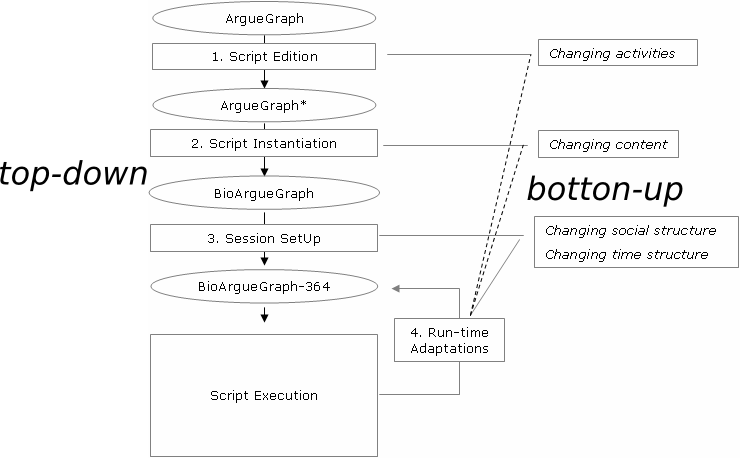 ArgueGraph
1. Script Edition
Changing activities
ArgueGraph*
2. Script Instantiation
Changing content
top-down
BioArgueGraph
botton-up
3. Session SetUp
Changing social structure
Changing time structure
BioArgueGraph-364
4. Run-time
Adaptations
Script Execution